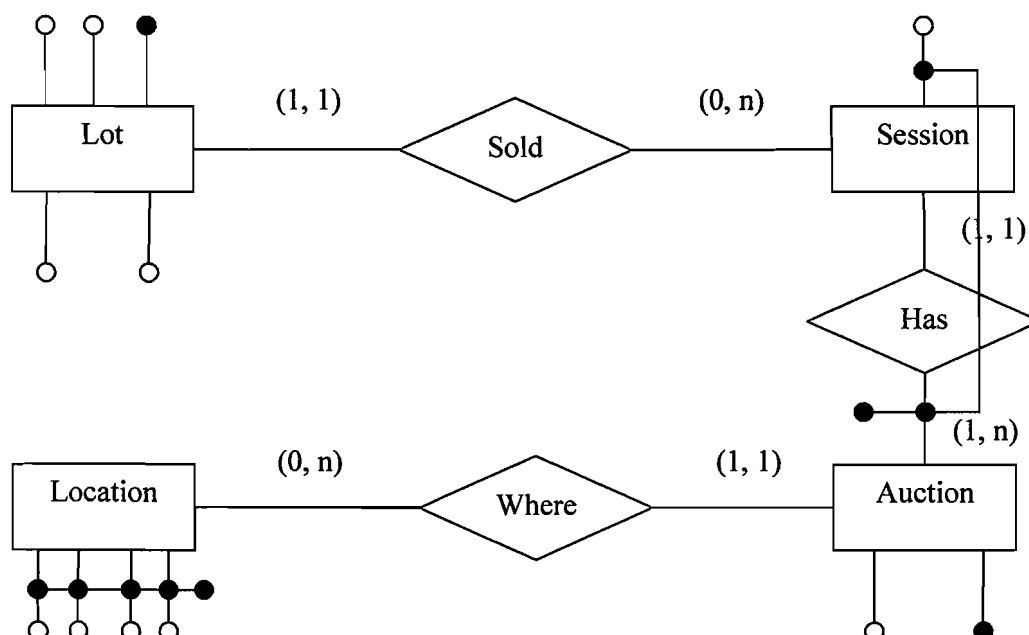 (1, 1)
(0, n)
Lot
Sold
Session
(1, 1)
Has
(1, n)
(0, n)
(1, 1)
Location
Where
Auction